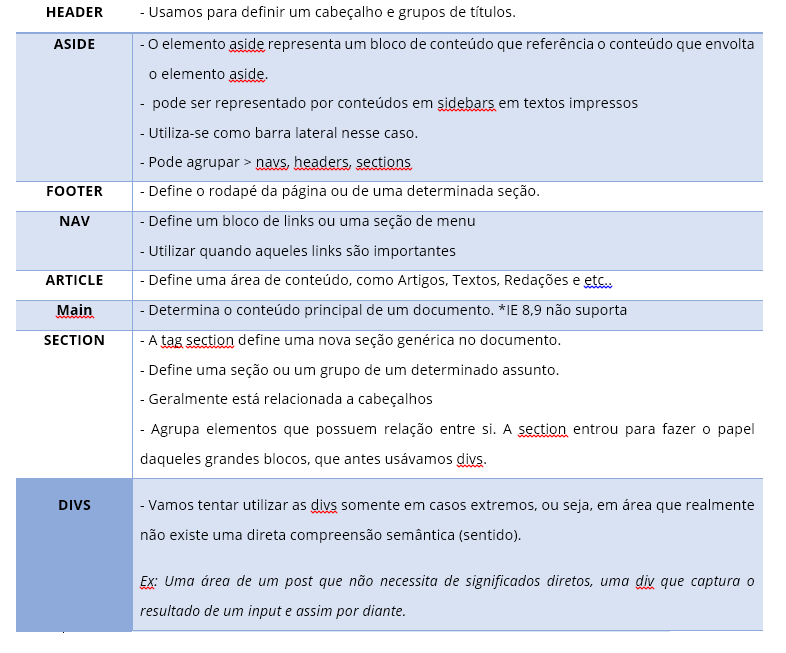 HEADER - Usamos para definir um cabeçalho e grupos de títulos.
ASIDE - O elemento aside representa um bloco de conteúdo que referência o conteúdo que envolta
o elemento aside.
- pode ser representado por conteúdos em sidebars em textos impressos
- Utiliza-se como barra lateral nesse caso.
- Pode agrupar > navs, headers, sections
FOOTER - Define o rodapé da página ou de uma determinada seção.
NAV - Define um bloco de links ou uma seção de menu
- Utilizar quando aqueles links são importantes
ARTICLE - Define uma área de conteúdo, como Artigos, Textos, Redações e etc..
Main - Determina o conteúdo principal de um documento. *IE 8,9 não suporta
SECTION - A tag section define uma nova seção genérica no documento.
- Define uma seção ou um grupo de um determinado assunto.
- Geralmente está relacionada a cabeçalhos
- Agrupa elementos que possuem relação entre si. A section entrou para fazer o papel
daqueles grandes blocos, que antes usávamos divs.
DIVS - Vamos tentar utilizar as divs somente em casos extremos, ou seja, em área que realmente
não existe uma direta compreensão semântica (sentido).
Ex: Uma área de um post que não necessita de significados diretos, uma div que captura o
resultado de um input e assim por diante.